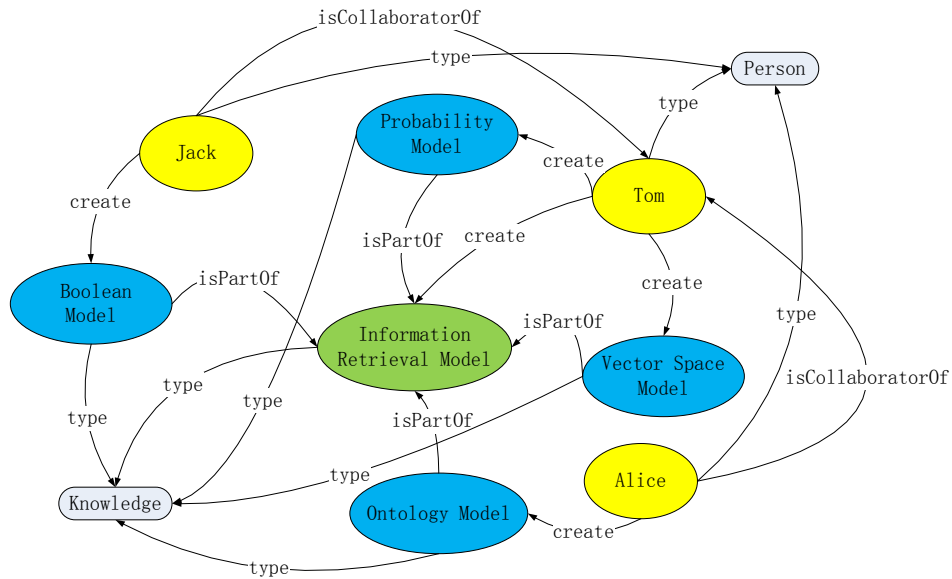 isCollaboratorOf
type
Person
type
Probability
Model
Jack
create
Tom
create
isPartOf
create
isPartOf
create
Boolean
Model
Information
Retrieval Model
isPartOf
type
Vector Space
Model
isCollaboratorOf
type
type
type
isPartOf
type
Alice
Knowledge
Ontology Model
create
type